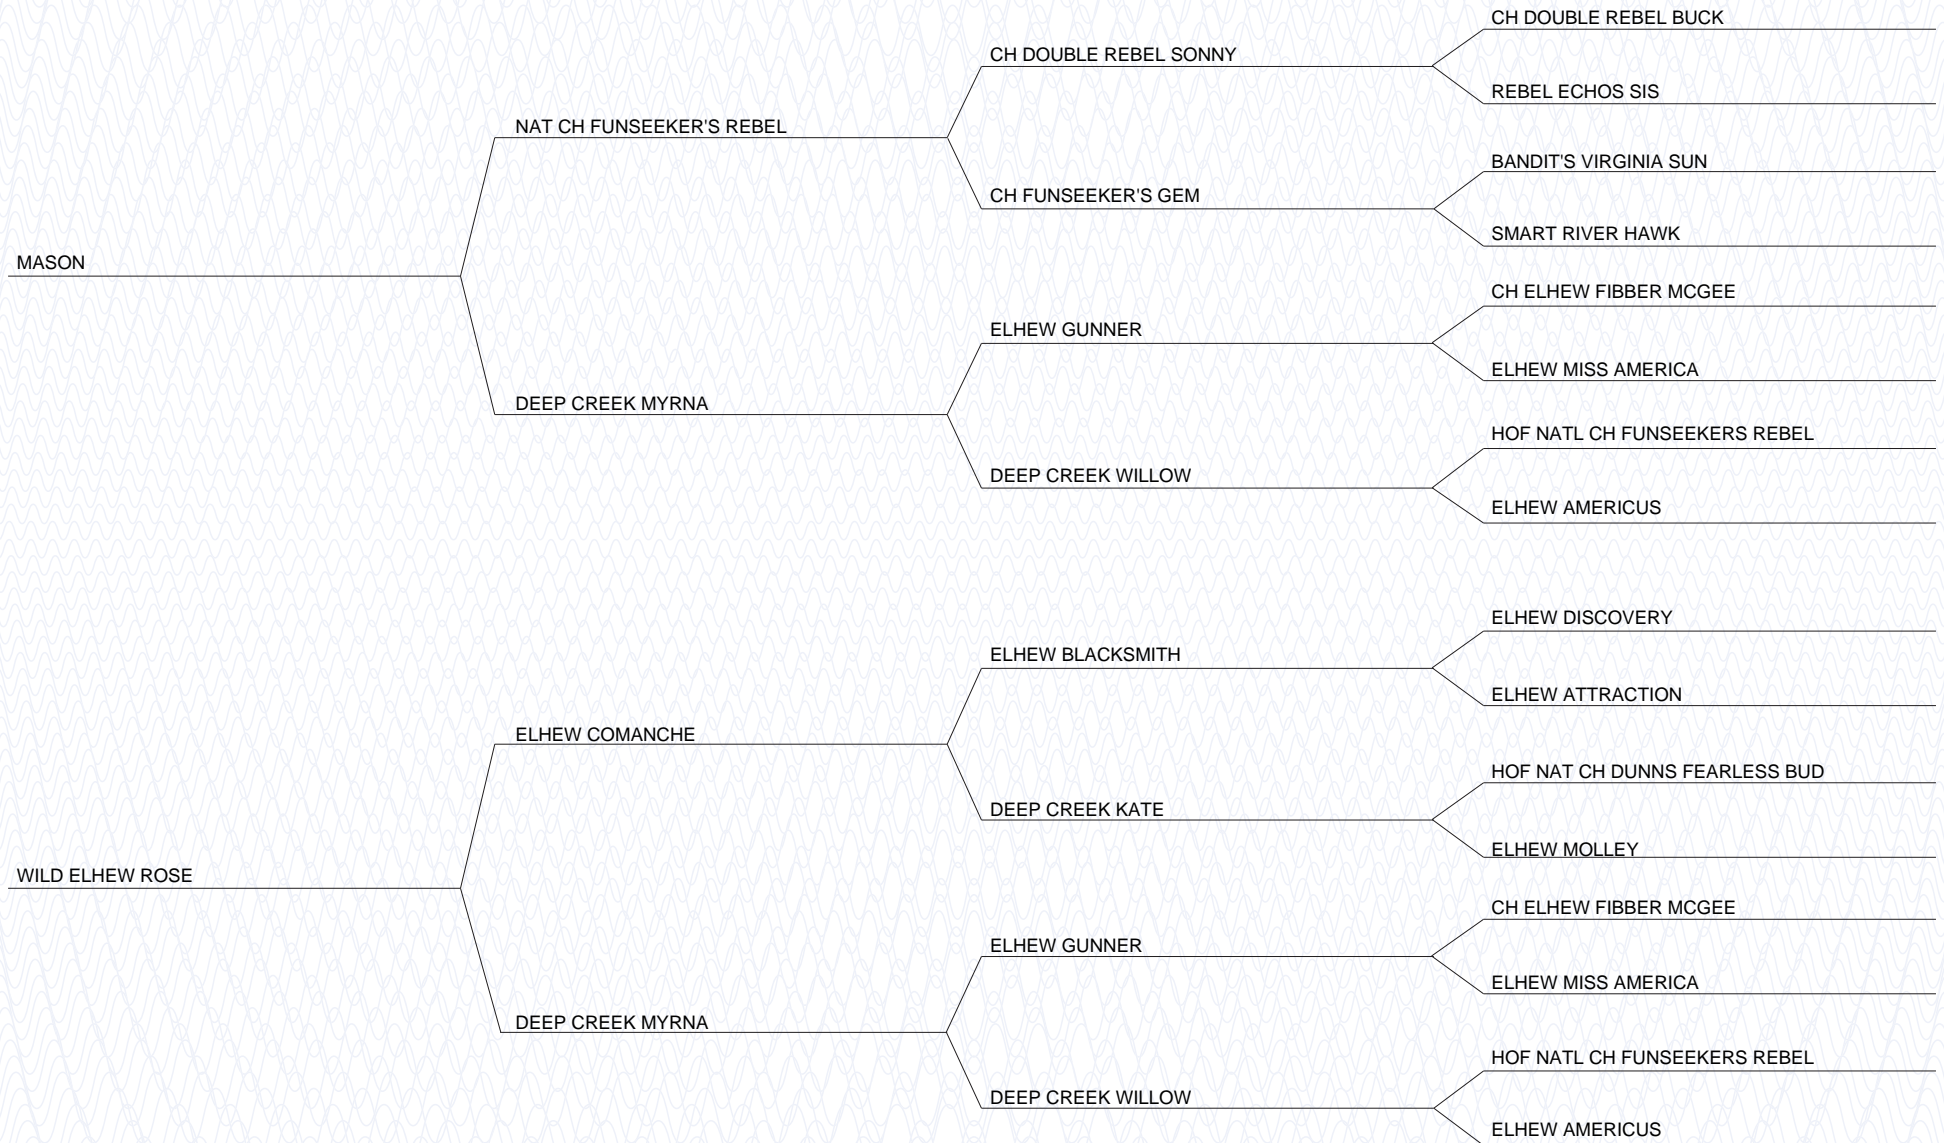 CH DOUBLE REBEL BUCK
CH DOUBLE REBEL SONNY
REBEL ECHOS SIS
NAT CH FUNSEEKER'S REBEL
BANDIT'S VIRGINIA SUN
CH FUNSEEKER'S GEM
SMART RIVER HAWK
MASON
CH ELHEW FIBBER MCGEE
ELHEW GUNNER
ELHEW MISS AMERICA
DEEP CREEK MYRNA
HOF NATL CH FUNSEEKERS REBEL
DEEP CREEK WILLOW
ELHEW AMERICUS
ELHEW DISCOVERY
ELHEW BLACKSMITH
ELHEW ATTRACTION
ELHEW COMANCHE
HOF NAT CH DUNNS FEARLESS BUD
DEEP CREEK KATE
ELHEW MOLLEY
WILD ELHEW ROSE
CH ELHEW FIBBER MCGEE
ELHEW GUNNER
ELHEW MISS AMERICA
DEEP CREEK MYRNA
HOF NATL CH FUNSEEKERS REBEL
DEEP CREEK WILLOW
ELHEW AMERICUS